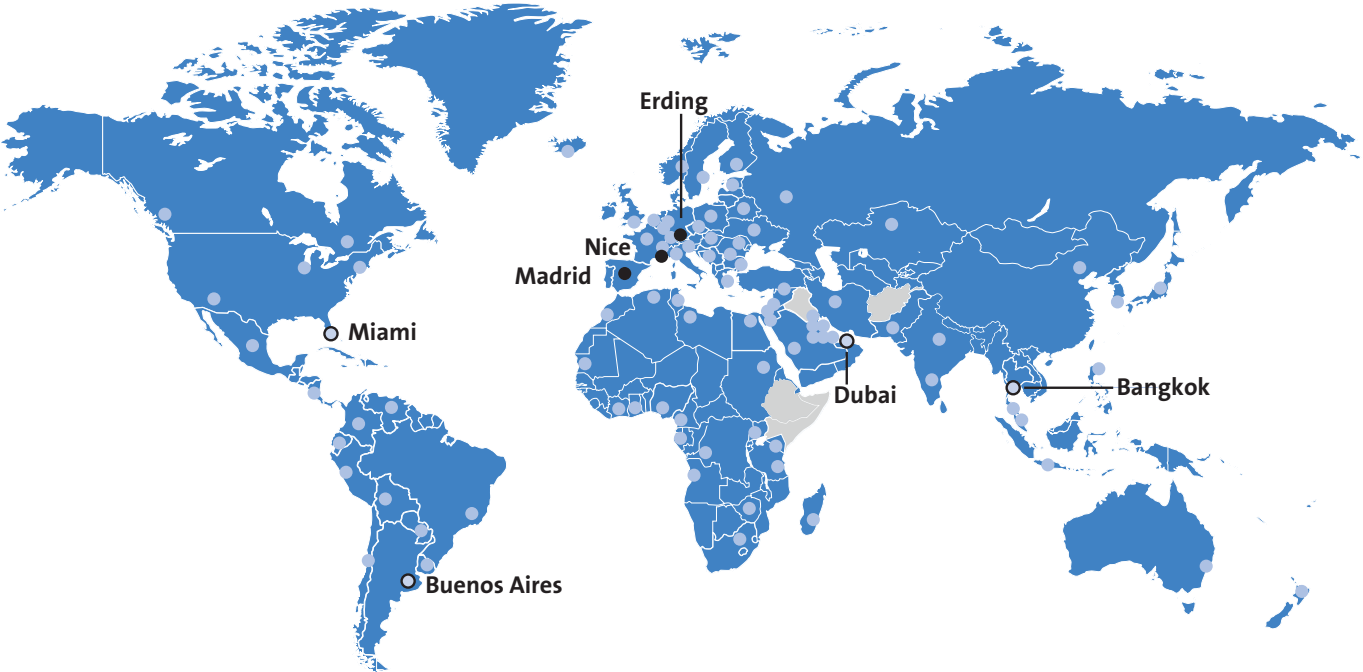 Erding
Nice
Madrid
Miami
Dubai
Bangkok
Buenos Aires